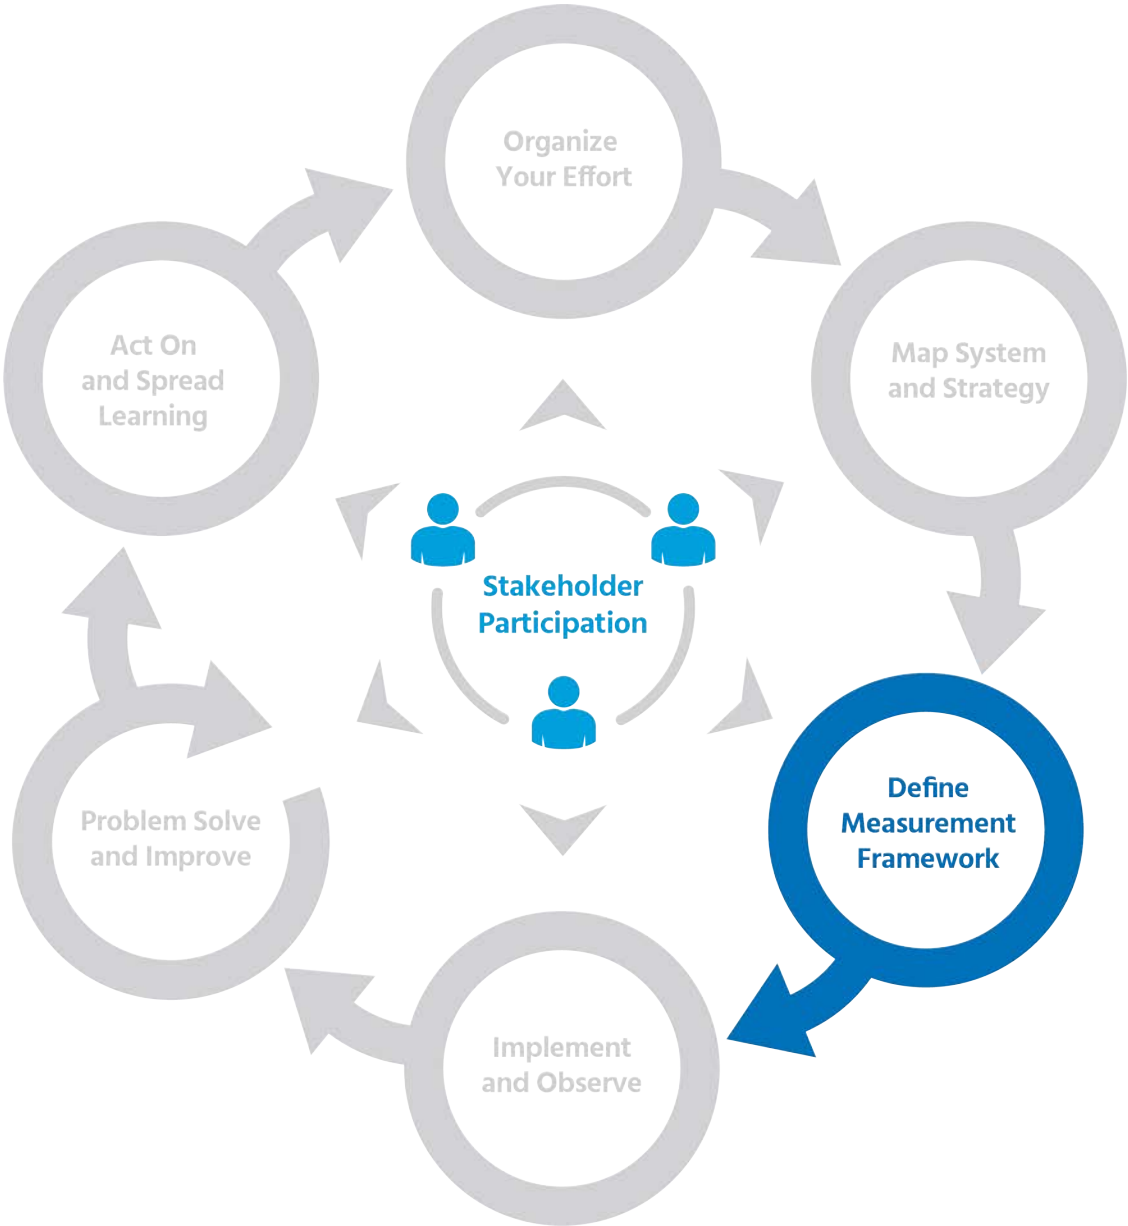 Organize
Your Effort
Map System
and Strategy
Define
Measurement
Framework
Implement
and Observe
Problem Solve
and Improve
Act On
and Spread
Learning
Stakeholder
Participation